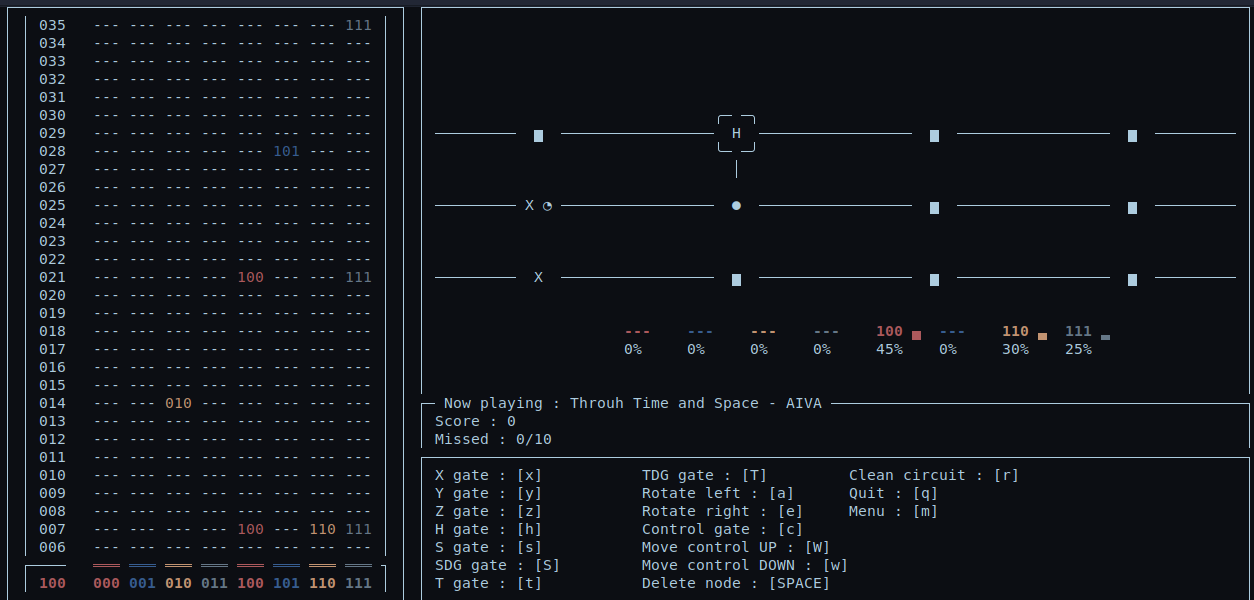 035 --- --- --- --- --- --- --- 111
034 --- --- --- --- --- --- --- ---
033 --- --- --- --- --- --- --- ---
032 --- --- --- --- --- --- --- ---
031 --- --- --- --- --- --- --- ---
030 --- --- --- --- --- --- --- ---
029 --- --- --- --- --- --- --- ---
028 --- --- --- --- --- 101 --- ---
027 --- --- --- --- --- --- --- ---
026 --- --- --- --- --- --- --- ---
025 --- --- --- --- --- --- --- ---
024 --- --- --- --- --- --- --- ---
023 --- --- --- --- --- --- --- ---
022 --- --- --- --- --- --- --- ---
021 --- --- --- --- 100 --- --- 111
020 --- --- --- --- --- --- --- ---
019 --- --- --- --- --- --- --- ---
018 --- --- --- --- --- --- --- ---
017 --- --- --- --- --- --- --- ---
016 --- --- --- --- --- --- --- ---
015 --- --- --- --- --- --- --- ---
014 --- --- 010 --- --- --- --- ---
013 --- --- --- --- --- --- --- ---
012 --- --- --- --- --- --- --- ---
011 --- --- --- --- --- --- --- ---
010 --- --- --- --- --- --- --- ---
009 --- --- --- --- --- --- --- ---
008 --- --- --- --- --- --- --- ---
007 --- --- --- --- 100 --- 110 111
006 --- --- --- --- --- --- --- ---
100 000 001 010 011 100 101 110 111
H
X ◔ ●
X
--- --- --- --- 100 --- 110 111
0% 0% 0% 0% 45% 0% 30% 25%
Now playing : Throuh Time and Space - AIVA
Score : 0
Missed : 0/10
X gate : [x] TDG gate : [T] Clean circuit : [r]
Y gate : [y] Rotate left : [a] Quit : [q]
Z gate : [z] Rotate right : [e] Menu : [m]
H gate : [h] Control gate : [c]
S gate : [s] Move control UP : [W]
SDG gate : [S] Move control DOWN : [w]
T gate : [t] Delete node : [SPACE]